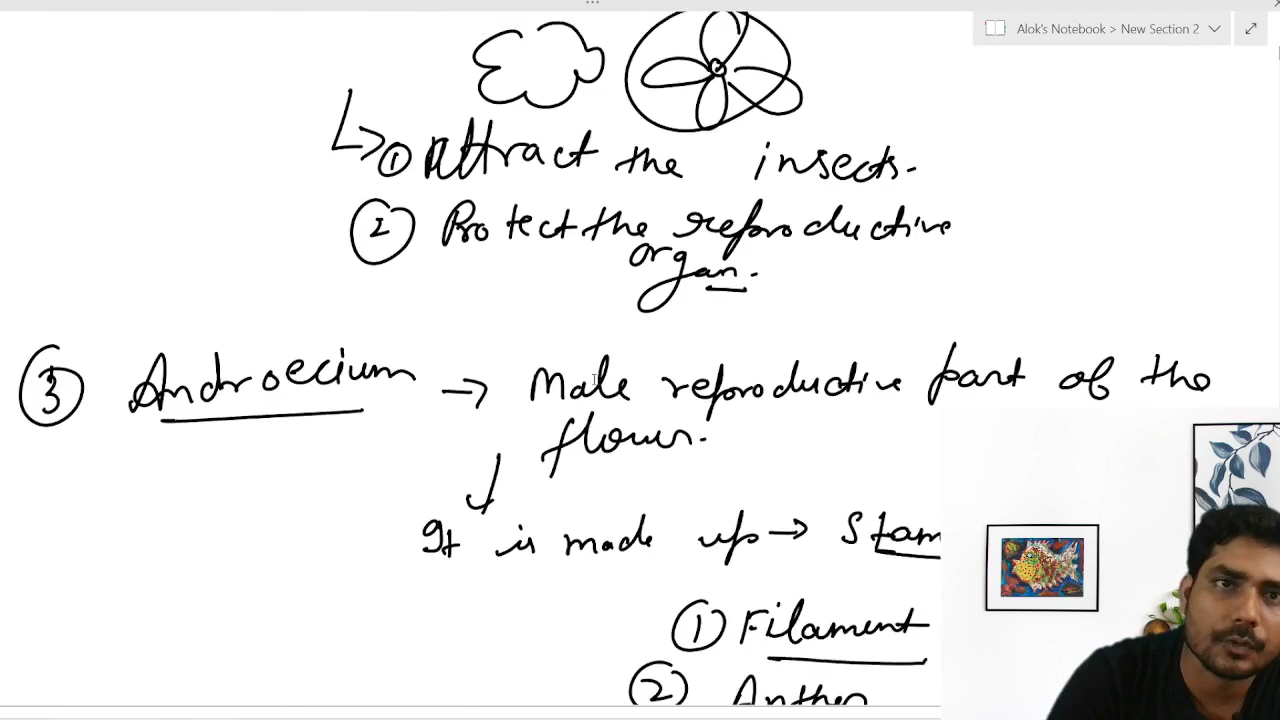 Alok's Notebook > New Section 2
① Attract the insects.
② Protect the reproductive
organ.
③ Androecium → Male reproductive part of the
flower.
It is made up → Stam
① Filament
② Anther